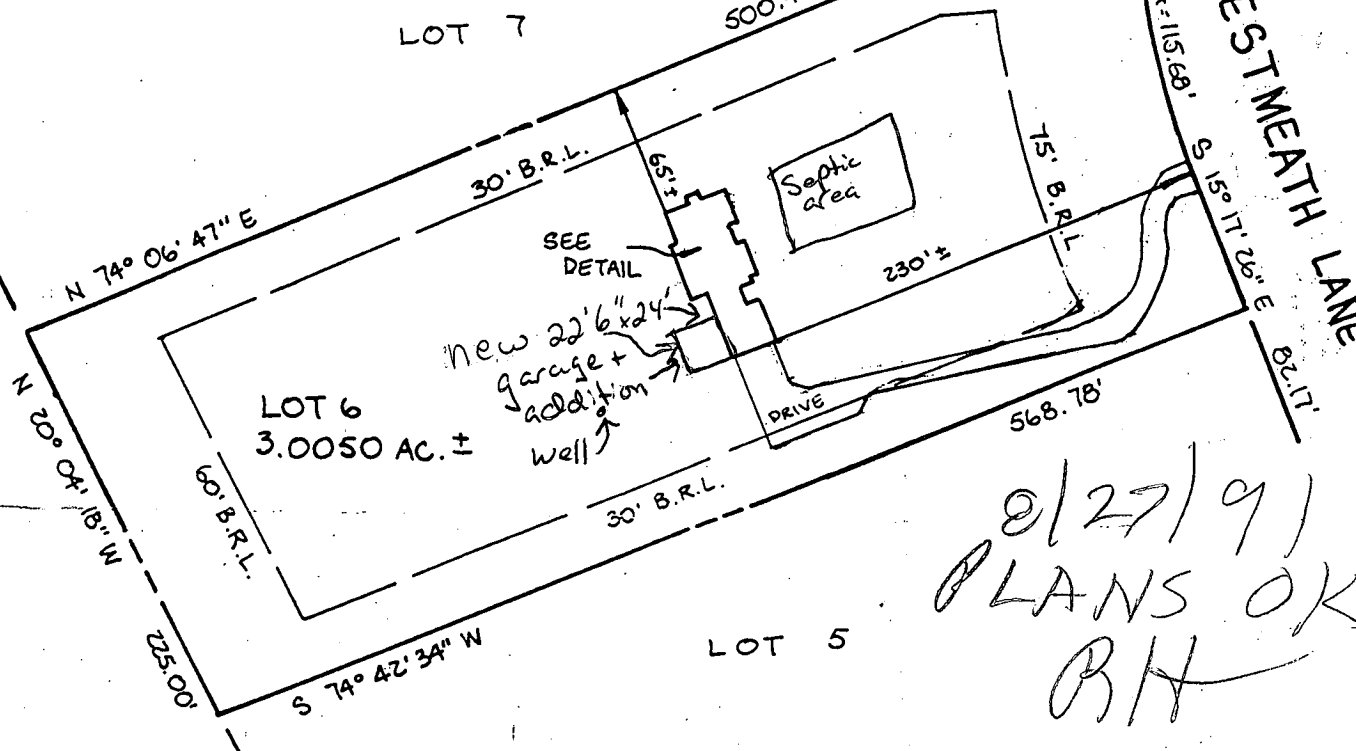 LOT 7
500.
=115.68'
ESTMEATH LANE
30' B.R.L.
65'±
Septic
area
75' B.R.L
S 15° 17' 26" E
N 74° 06' 47" E
SEE
DETAIL
230'±
new 22'6"x24'
garage +
addition
well
LOT 6
3.0050 AC. ±
DRIVE
568.78'
82.17'
N 20° 04' 18" W
60' B.R.L.
30' B.R.L.
8/27/91
PLANS OK
RH
225.00'
S 74° 42' 34" W
LOT 5